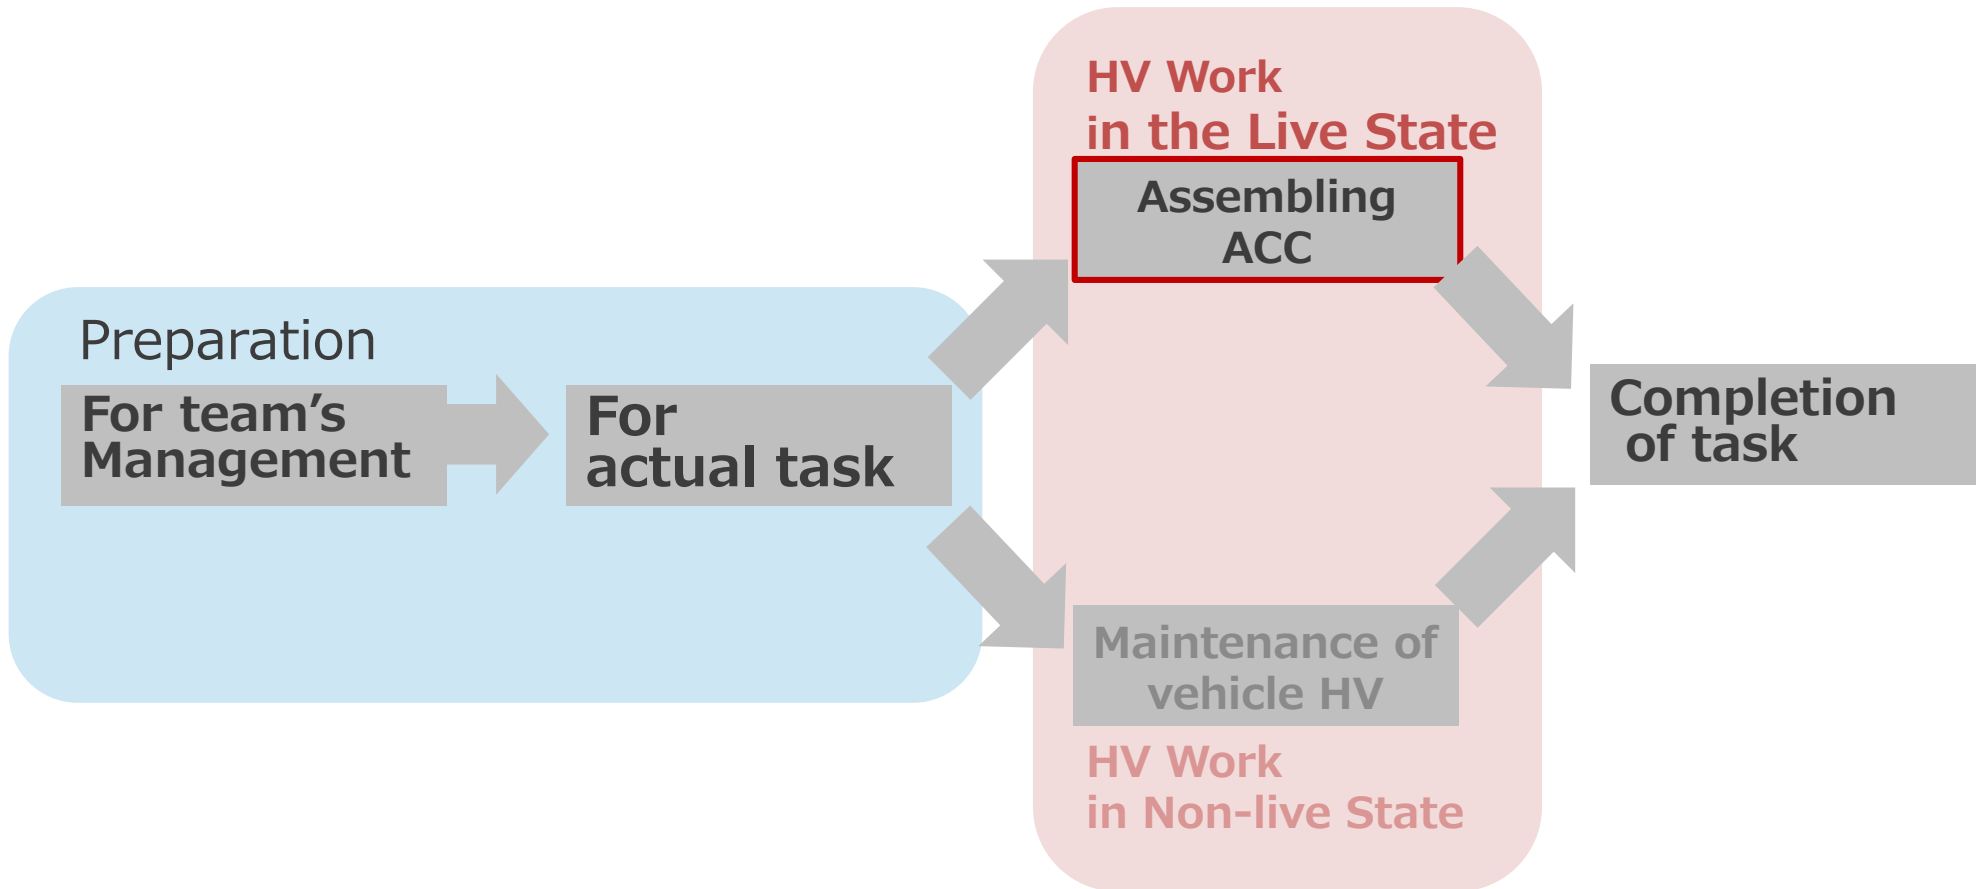 Preparation
For team’s
Management
For
actual task
HV Work
in the Live State
Assembling
ACC
Maintenance of
vehicle HV
HV Work
in Non-live State
Completion
of task